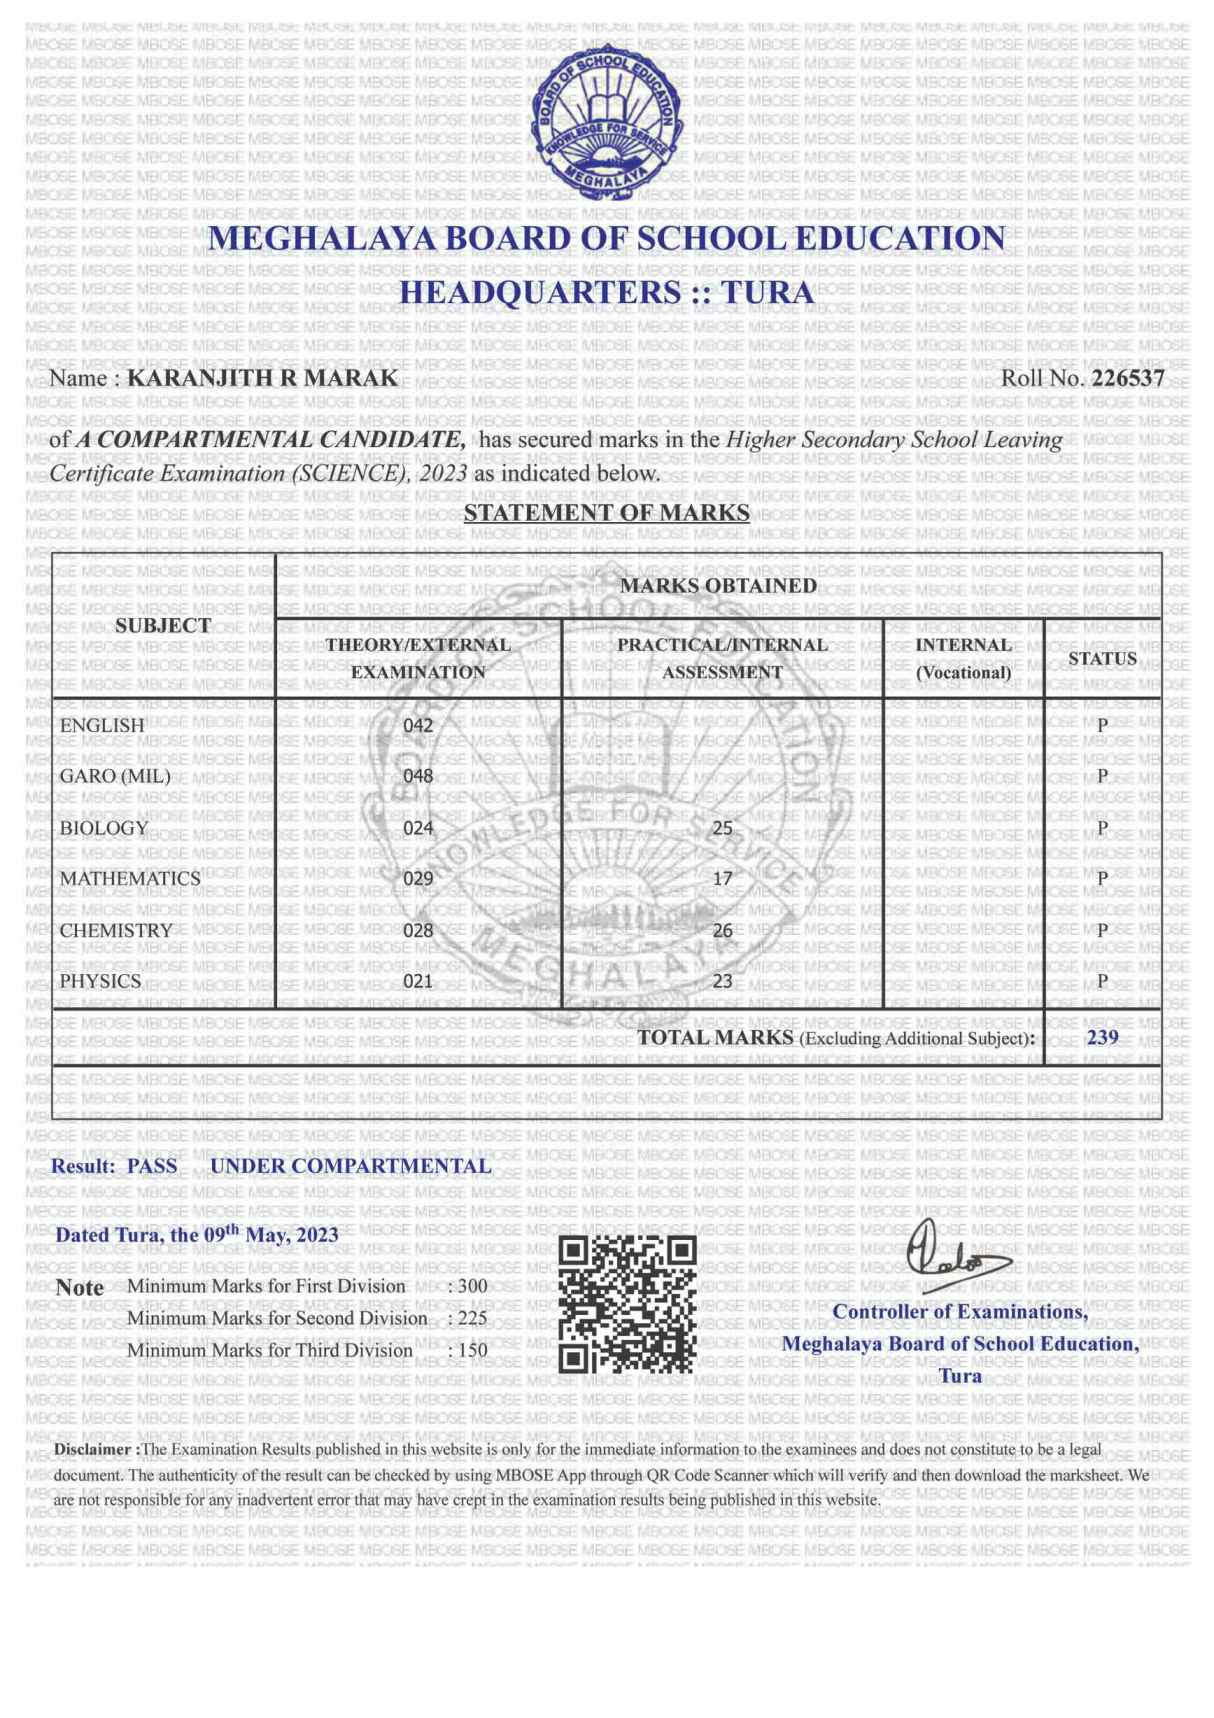 BOARD OF SCHOOL EDUCATION
KNOWLEDGE FOR SERVICE
MEGHALAYA
MEGHALAYA BOARD OF SCHOOL EDUCATION
HEADQUARTERS :: TURA
Name : KARANJITH R MARAK Roll No. 226537
of A COMPARTMENTAL CANDIDATE, has secured marks in the Higher Secondary School Leaving
Certificate Examination (SCIENCE), 2023 as indicated below.
STATEMENT OF MARKS
SUBJECT MARKS OBTAINED
THEORY/EXTERNAL EXAMINATION PRACTICAL/INTERNAL ASSESSMENT INTERNAL (Vocational) STATUS
ENGLISH 042 P
GARO (MIL) 048 P
BIOLOGY 024 25 P
MATHEMATICS 029 17 P
CHEMISTRY 028 26 P
PHYSICS 021 23 P
TOTAL MARKS (Excluding Additional Subject): 239
Result: PASS UNDER COMPARTMENTAL
Dated Tura, the 09th May, 2023
Note Minimum Marks for First Division : 300
Minimum Marks for Second Division : 225
Minimum Marks for Third Division : 150
Controller of Examinations,
Meghalaya Board of School Education,
Tura
Disclaimer :The Examination Results published in this website is only for the immediate information to the examinees and does not constitute to be a legal
document. The authenticity of the result can be checked by using MBOSE App through QR Code Scanner which will verify and then download the marksheet. We
are not responsible for any inadvertent error that may have crept in the examination results being published in this website.